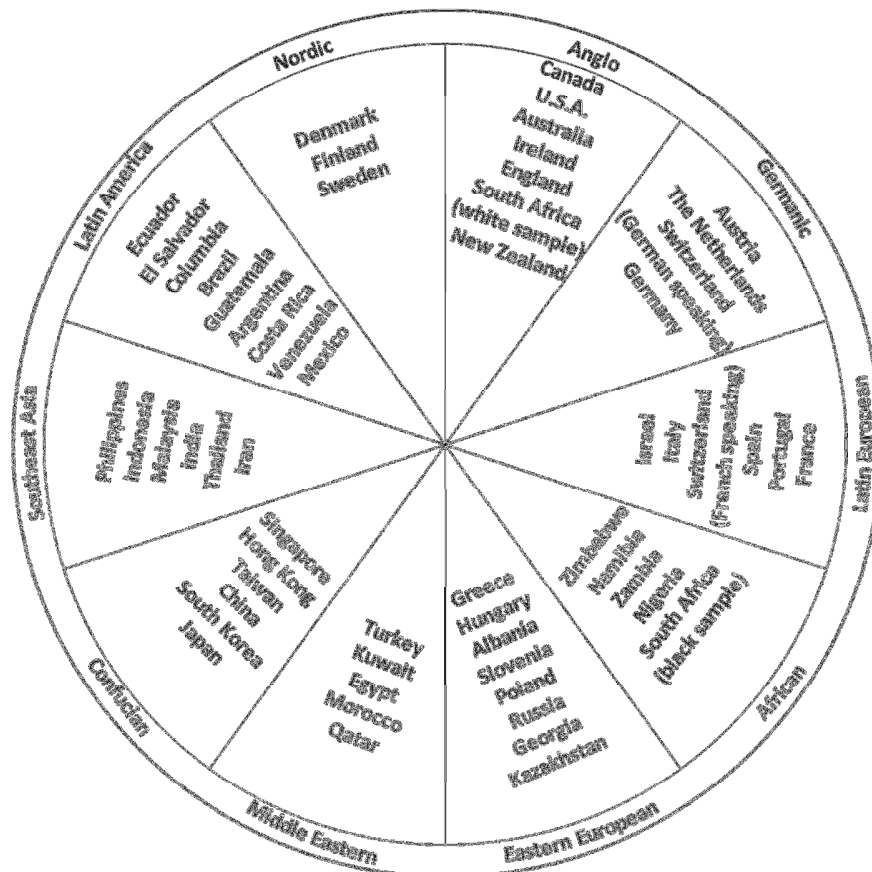 Nordic
Denmark
Finland
Sweden
Anglo
Canada
U.S.A.
Australia
Ireland
England
South Africa
(white sample)
New Zealand
Germanic
Austria
The Netherlands
Switzerland
(German speaking)
Germany
Latin European
Israel
Italy
Switzerland
(Franch speaking)
Spain
Portugal
France
African
Zimbabwe
Namibia
Zambia
Nigeria
South Africa
(black sample)
Eastern European
Greece
Hungary
Albania
Slovenia
Poland
Russia
Georgia
Kazakhstan
Middle Eastern
Turkey
Kuwait
Egypt
Morocco
Qatar
Confucian
Singapore
Hong Kong
Taiwan
China
South Korea
Japan
Southeast Asia
Philippines
Indonesia
Malaysia
India
Thailand
Iran
Latin America
Ecuador
El Salvador
Columbia
Brazil
Guatemala
Argentina
Costa Rica
Venezuela
Mexico